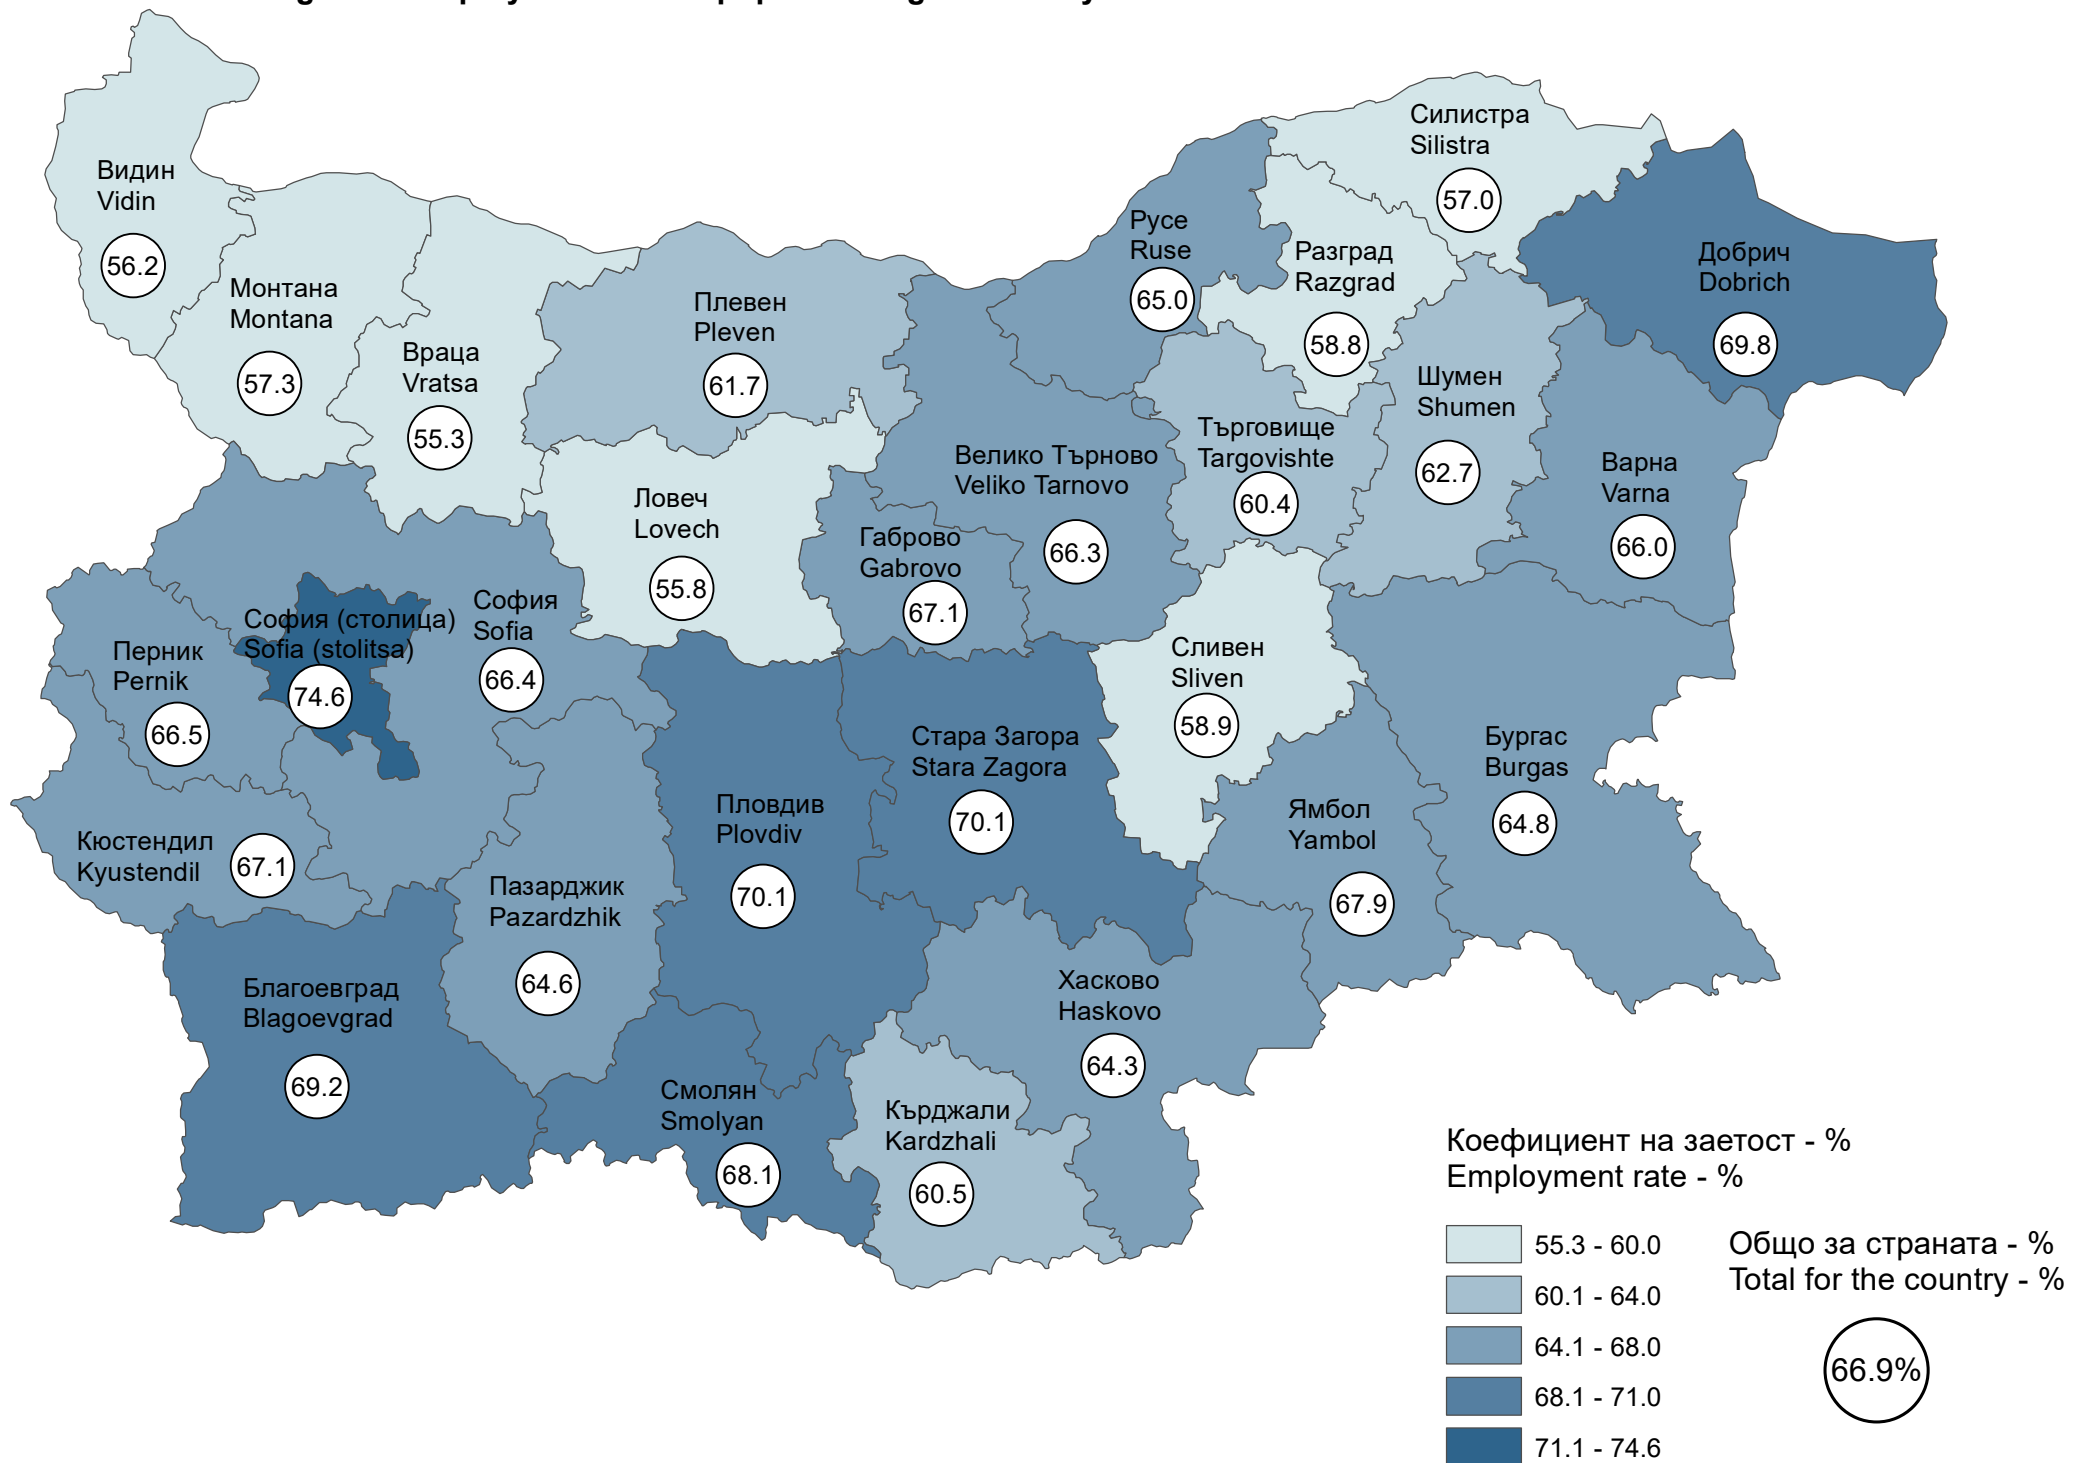 Видин
Vidin
56.2
Монтана
Montana
57.3
Враца
Vratsa
55.3
Плевен
Pleven
61.7
Ловеч
Lovech
55.8
Русе
Ruse
65.0
Силистра
Silistra
57.0
Разград
Razgrad
58.8
Добрич
Dobrich
69.8
Шумен
Shumen
62.7
Търговище
Targovishte
60.4
Варна
Varna
66.0
Велико Търново
Veliko Tarnovo
66.3
Габрово
Gabrovo
67.1
София (столица)
Sofia (stolitsa)
74.6
София
Sofia
66.4
Перник
Pernik
66.5
Кюстендил
Kyustendil
67.1
Сливен
Sliven
58.9
Стара Загора
Stara Zagora
70.1
Бургас
Burgas
64.8
Ямбол
Yambol
67.9
Пловдив
Plovdiv
70.1
Пазарджик
Pazardzhik
64.6
Благоевград
Blagoevgrad
69.2
Хасково
Haskovo
64.3
Смолян
Smolyan
68.1
Кърджали
Kardzhali
60.5
Коефициент на заетост - %
Employment rate - %
55.3 - 60.0
60.1 - 64.0
64.1 - 68.0
68.1 - 71.0
71.1 - 74.6
Общо за страната - %
Total for the country - %
66.9%